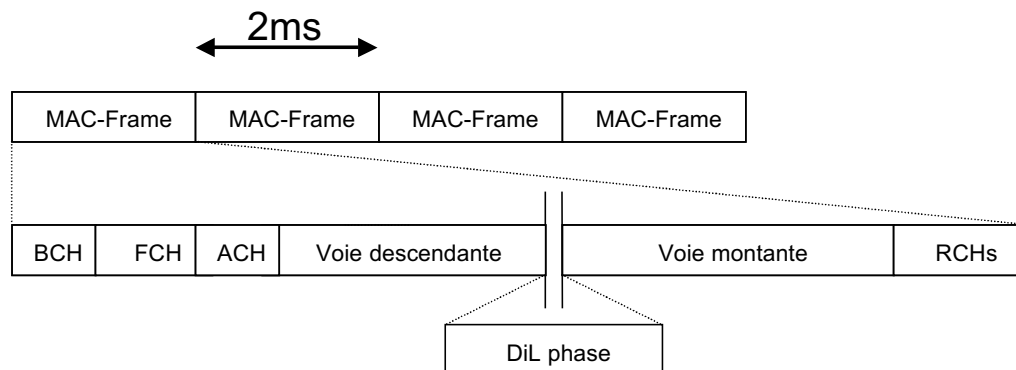 2ms
MAC-Frame MAC-Frame MAC-Frame MAC-Frame
BCH FCH ACH Voie descendante Voie montante RCHs
DiL phase